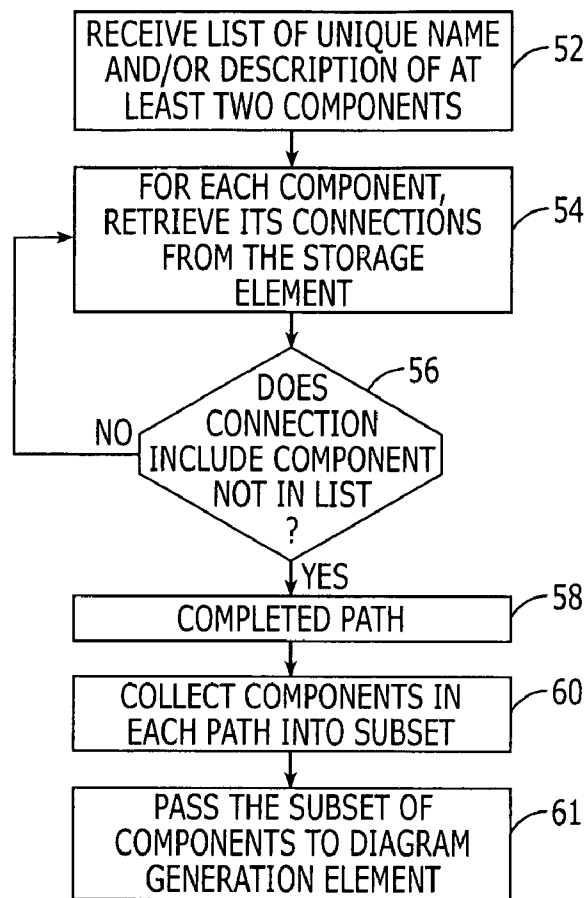 RECEIVE LIST OF UNIQUE NAME
AND/OR DESCRIPTION OF AT
LEAST TWO COMPONENTS
52
FOR EACH COMPONENT,
RETRIEVE ITS CONNECTIONS
FROM THE STORAGE
ELEMENT
54
56
DOES
CONNECTION
INCLUDE COMPONENT
NOT IN LIST
?
NO
YES
COMPLETED PATH
58
COLLECT COMPONENTS IN
EACH PATH INTO SUBSET
60
PASS THE SUBSET OF
COMPONENTS TO DIAGRAM
GENERATION ELEMENT
61